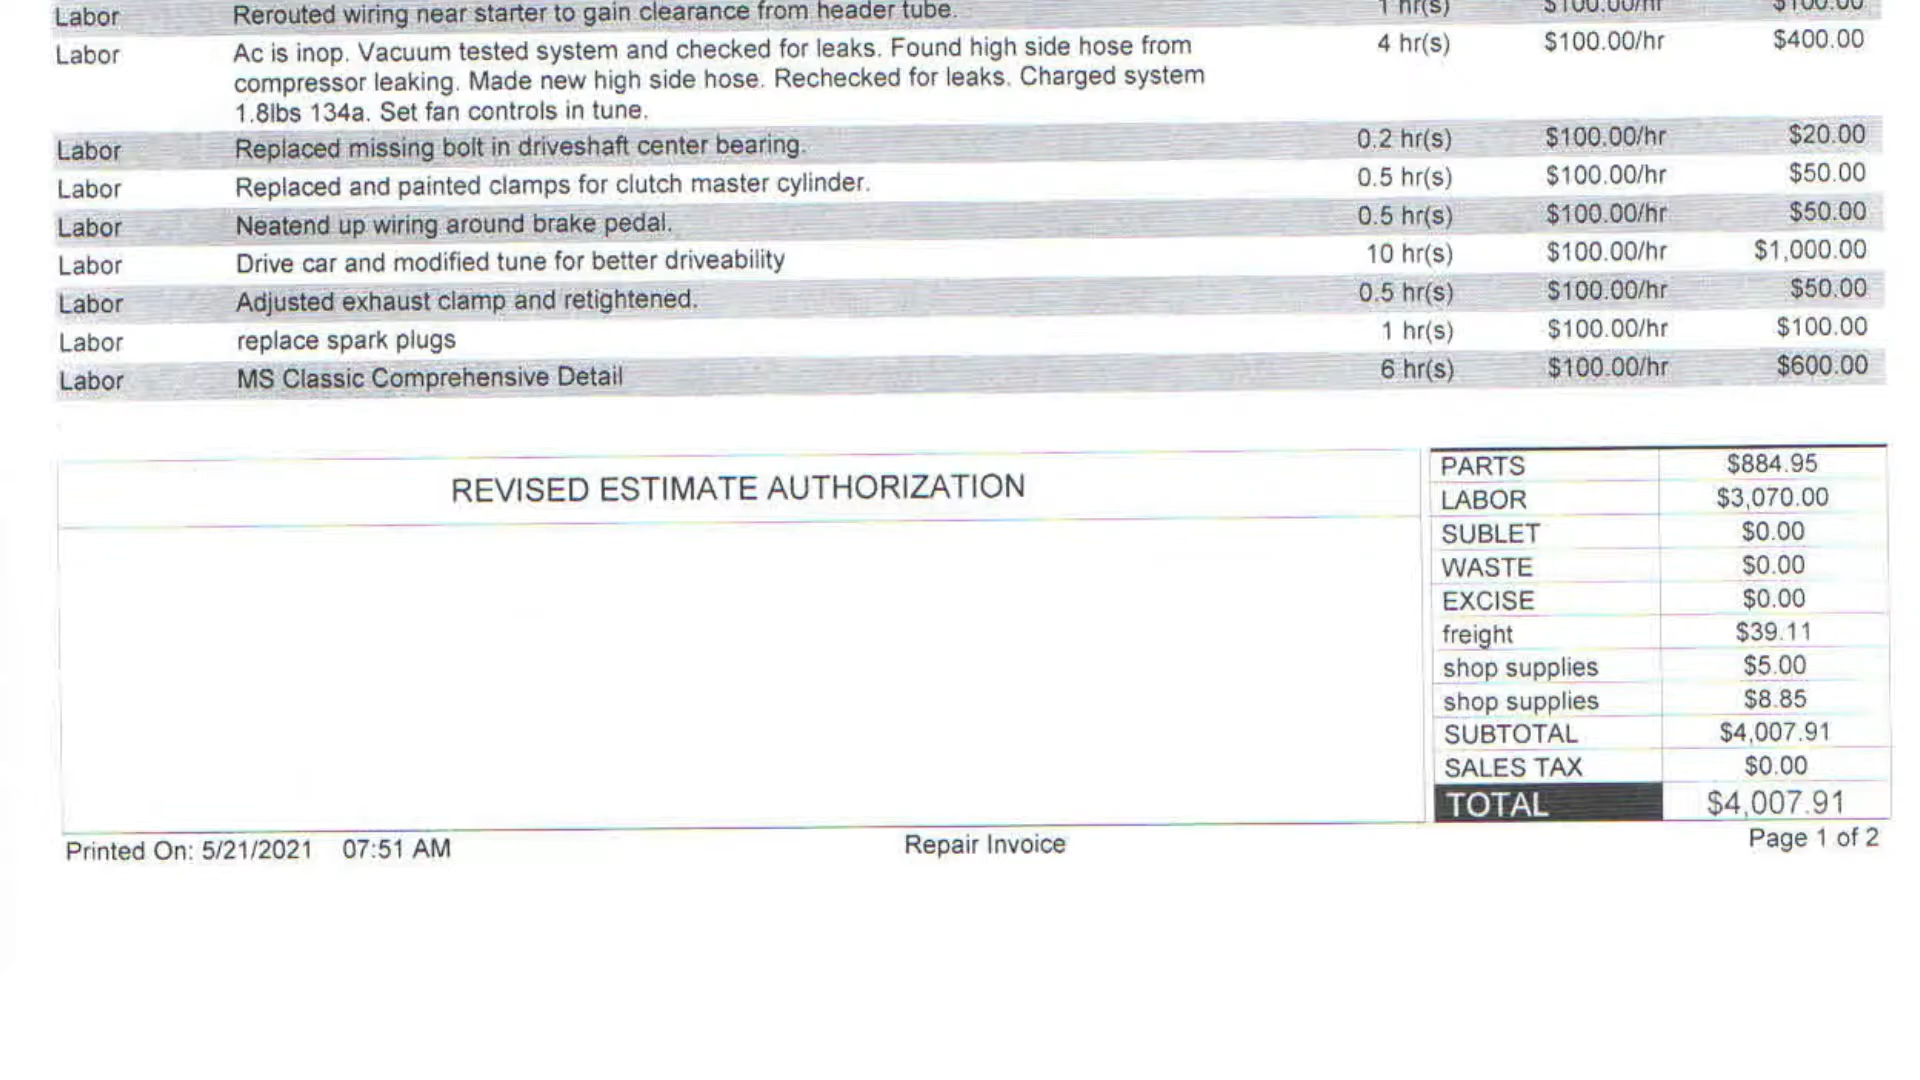 Labor Rerouted wiring near starter to gain clearance from header tube. 1 hr(s) $100.00/hr $100.00
Labor Ac is inop. Vacuum tested system and checked for leaks. Found high side hose from 4 hr(s) $100.00/hr $400.00
compressor leaking. Made new high side hose. Rechecked for leaks. Charged system
1.8lbs 134a. Set fan controls in tune.
Labor Replaced missing bolt in driveshaft center bearing. 0.2 hr(s) $100.00/hr $20.00
Labor Replaced and painted clamps for clutch master cylinder. 0.5 hr(s) $100.00/hr $50.00
Labor Neatend up wiring around brake pedal. 0.5 hr(s) $100.00/hr $50.00
Labor Drive car and modified tune for better driveability 10 hr(s) $100.00/hr $1,000.00
Labor Adjusted exhaust clamp and retightened. 0.5 hr(s) $100.00/hr $50.00
Labor replace spark plugs 1 hr(s) $100.00/hr $100.00
Labor MS Classic Comprehensive Detail 6 hr(s) $100.00/hr $600.00
REVISED ESTIMATE AUTHORIZATION
PARTS $884.95
LABOR $3,070.00
SUBLET $0.00
WASTE $0.00
EXCISE $0.00
freight $39.11
shop supplies $5.00
shop supplies $8.85
SUBTOTAL $4,007.91
SALES TAX $0.00
TOTAL $4,007.91
Printed On: 5/21/2021 07:51 AM Repair Invoice Page 1 of 2